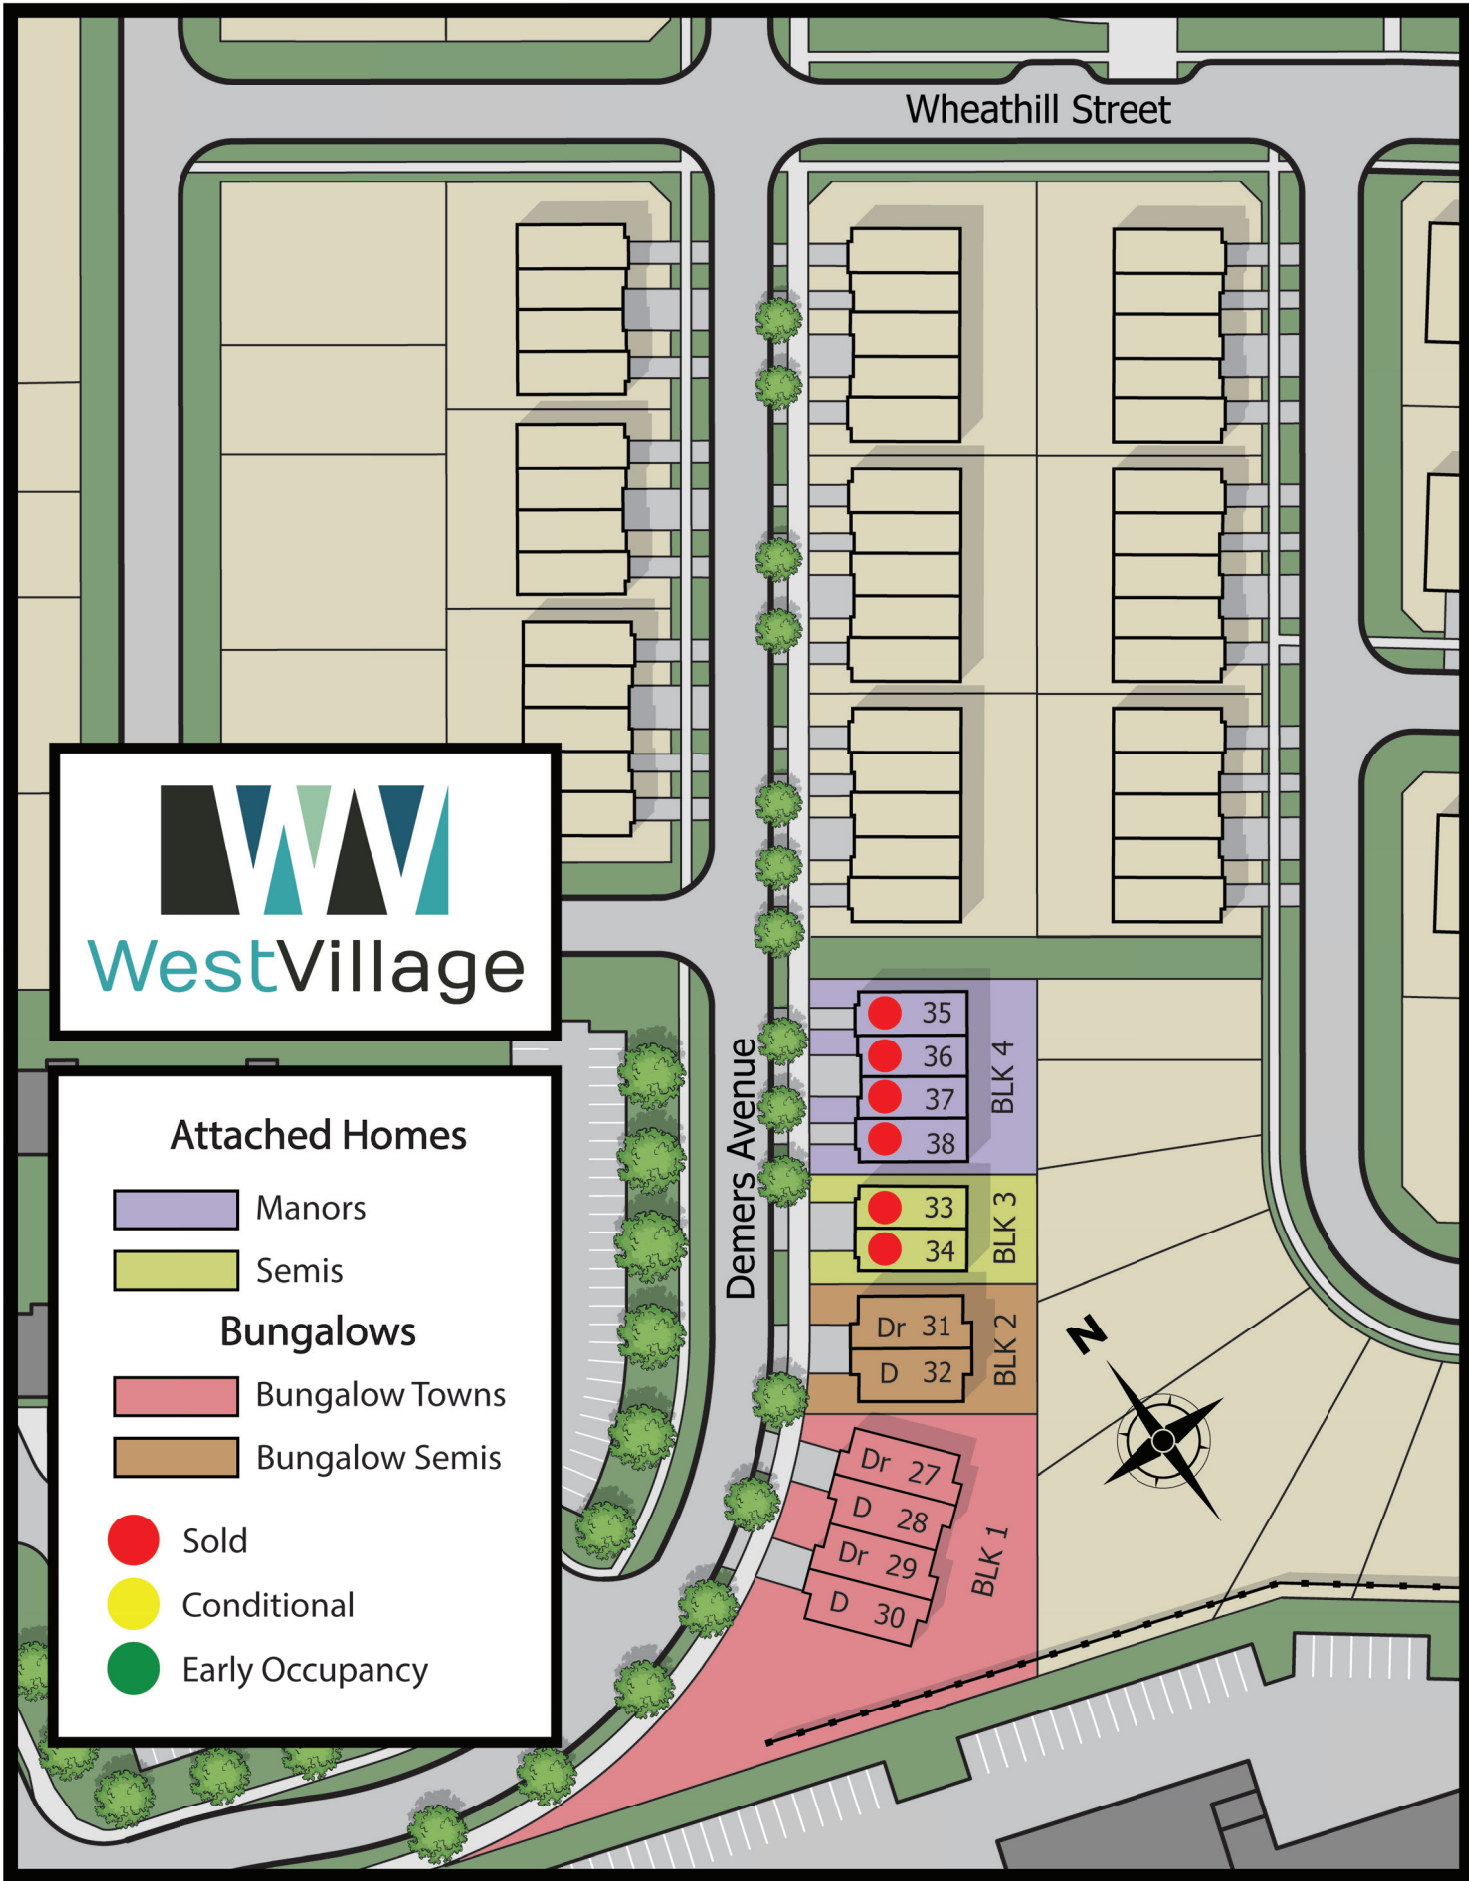 Wheathill Street
WestVillage
Demers Avenue
35
36
37
38
BLK 4
33
34
BLK 3
Dr 31
D 32
BLK 2
Dr 27
D 28
Dr 29
D 30
BLK 1
N
Attached Homes
Manors
Semis
Bungalows
Bungalow Towns
Bungalow Semis
Sold
Conditional
Early Occupancy